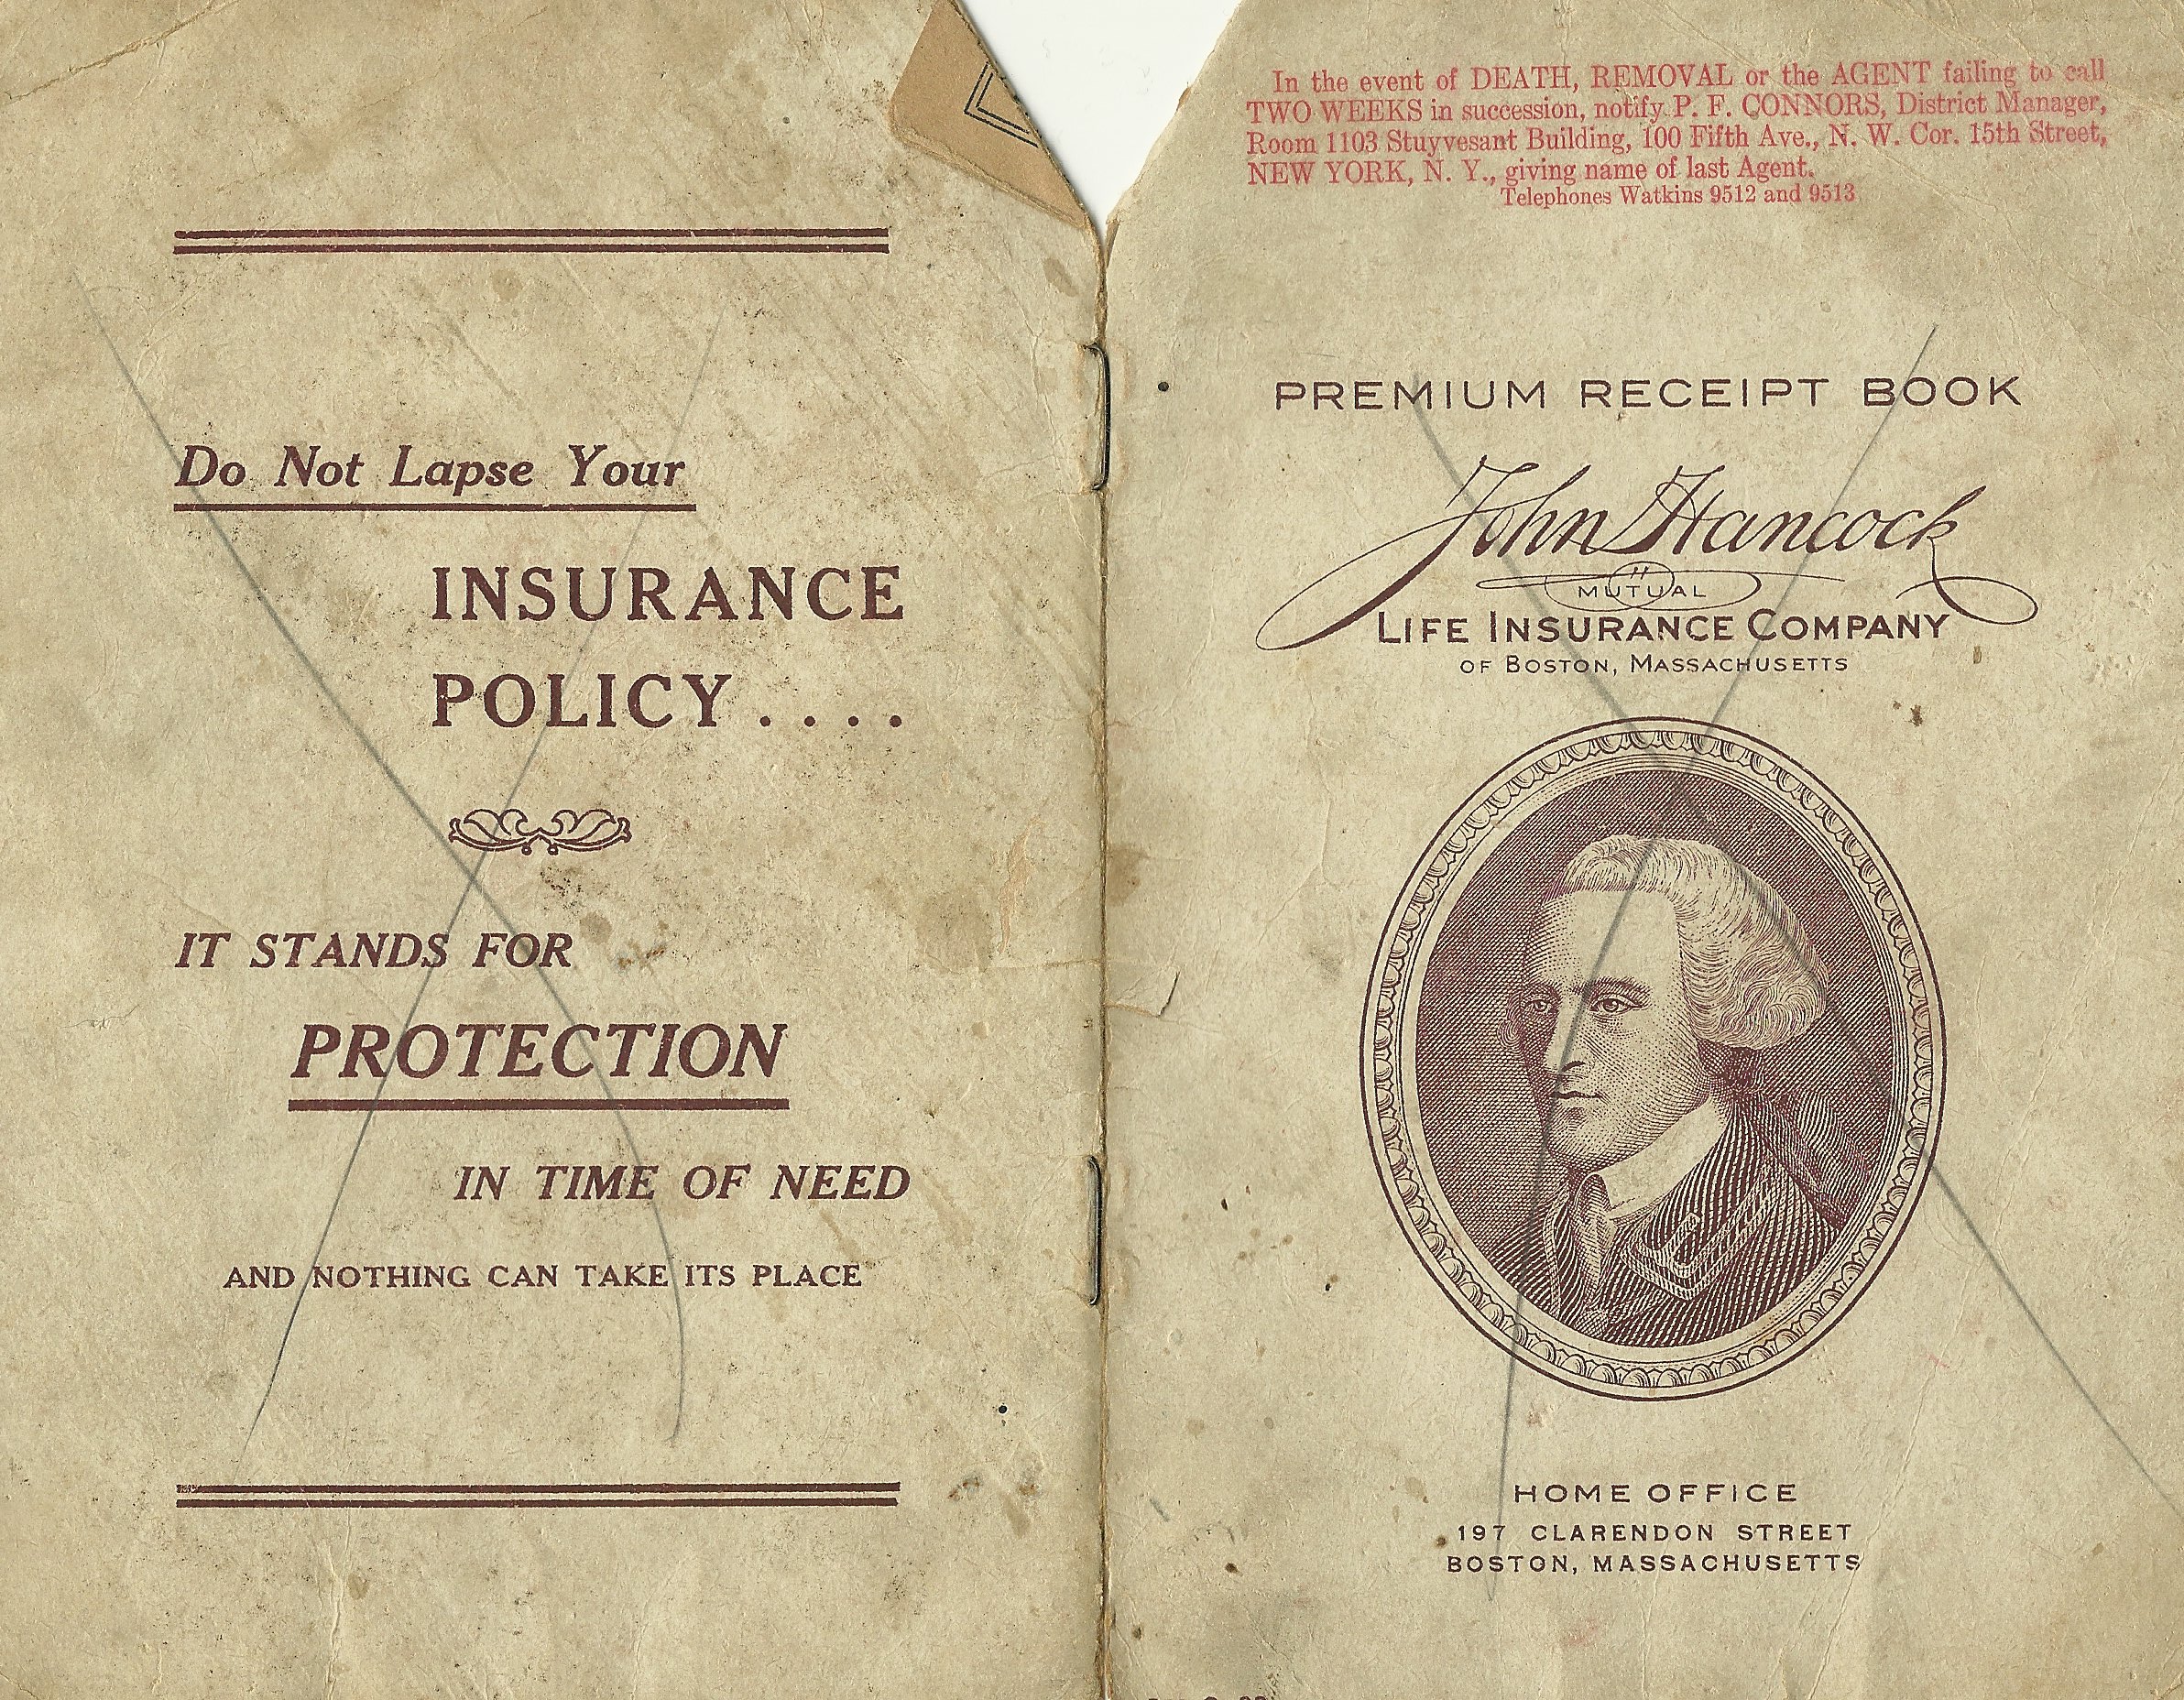 Do Not Lapse Your
INSURANCE
POLICY . . . .
IT STANDS FOR
PROTECTION
IN TIME OF NEED
AND NOTHING CAN TAKE ITS PLACE
In the event of DEATH, REMOVAL or the AGENT failing to call
TWO WEEKS in succession, notify P. F. CONNORS, District Manager,
Room 1103 Stuyvesant Building, 100 Fifth Ave., N. W. Cor. 15th Street,
NEW YORK, N. Y., giving name of last Agent.
Telephones Watkins 9512 and 9513
PREMIUM RECEIPT BOOK
John Hancock
MUTUAL
LIFE INSURANCE COMPANY
OF BOSTON, MASSACHUSETTS
HOME OFFICE
197 CLARENDON STREET
BOSTON, MASSACHUSETTS